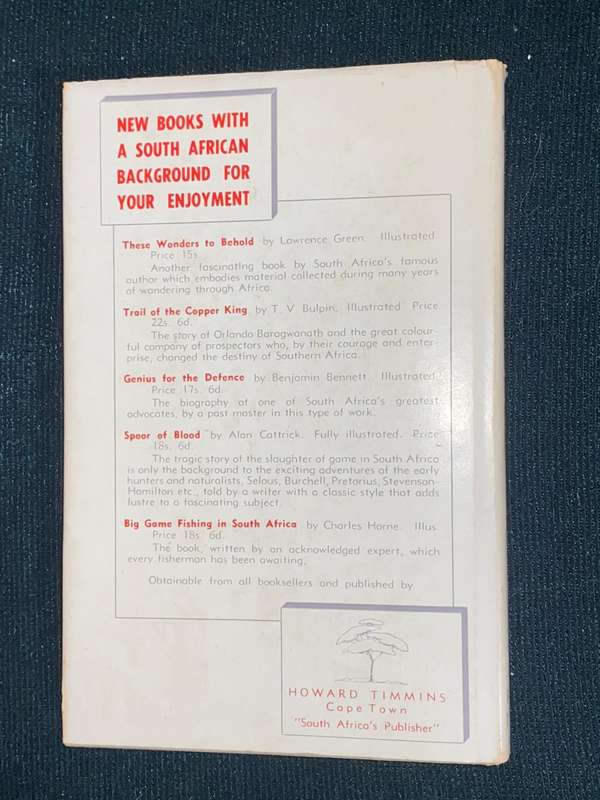 NEW BOOKS WITH
A SOUTH AFRICAN
BACKGROUND FOR
YOUR ENJOYMENT
These Wonders to Behold by Lawrence Green. Illustrated.
Price 15s.
Another fascinating book by South Africa's famous
author which embodies material collected during many years
of wandering through Africa.
Trail of the Copper King by T. V. Bulpin. Illustrated. Price
22s. 6d.
The story of Orlando Baragwanath and the great colour-
ful company of prospectors who, by their courage and enter-
prise, changed the destiny of Southern Africa.
Genius for the Defence by Benjamin Bennett. Illustrated.
Price 17s. 6d.
The biography of one of South Africa's greatest
advocates, by a past master in this type of work.
Spoor of Blood by Alan Cattrick. Fully illustrated. Price
18s. 6d.
The tragic story of the slaughter of game in South Africa
is only the background to the exciting adventures of the early
hunters and naturalists, Selous, Burchell, Pretorius, Stevenson-
Hamilton etc., told by a writer with a classic style that adds
lustre to a fascinating subject.
Big Game Fishing in South Africa by Charles Horne. Illus.
Price 18s. 6d.
The book, written by an acknowledged expert, which
every fisherman has been awaiting.
Obtainable from all booksellers and published by
HOWARD TIMMINS
Cape Town
"South Africa's Publisher"